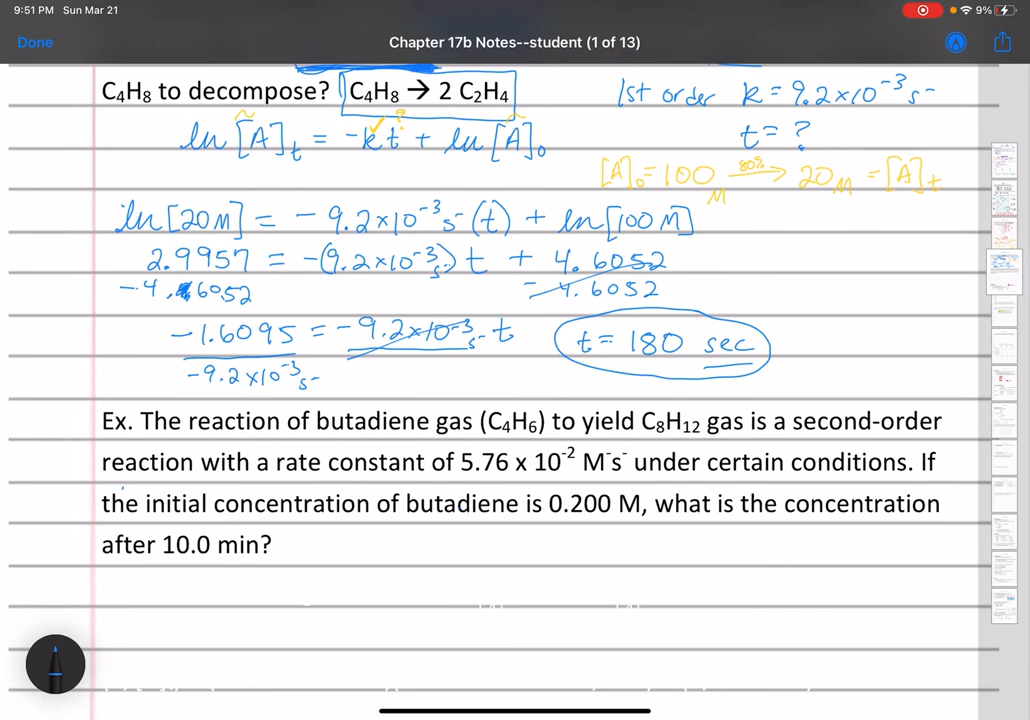 9:51 PM Sun Mar 21 9%
Done Chapter 17b Notes--student (1 of 13)
C₄H₈ to decompose? C₄H₈ → 2 C₂H₄ 1st order k = 9.2×10⁻³ s⁻
t = ?
ln [A]ₜ = -kt + ln [A]₀
?
[A]₀ = 100 M 80% → 20 M = [A]ₜ
ln [20 M] = -9.2×10⁻³ s⁻ (t) + ln [100 M]
2.9957 = -(9.2×10⁻³ s⁻) t + 4.6052
-4.6052 - 4.6052
-1.6095 = -9.2×10⁻³ s⁻ t t = 180 sec
-9.2×10⁻³ s⁻
Ex. The reaction of butadiene gas (C₄H₆) to yield C₈H₁₂ gas is a second-order
reaction with a rate constant of 5.76 x 10⁻² M⁻s⁻ under certain conditions. If
the initial concentration of butadiene is 0.200 M, what is the concentration
after 10.0 min?